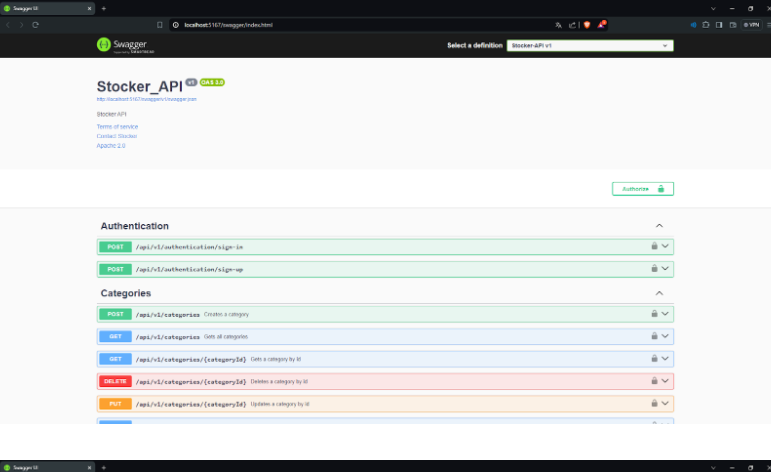 Swagger UI
localhost:5167/swagger/index.html
VPN
Swagger
Supported by SMARTBEAR
Select a definition
Stocker-API v1
Stocker_API v1 OAS 3.0
http://localhost:5167/swagger/v1/swagger.json
Stocker API
Terms of service
Contact Stocker
Apache 2.0
Authorize
Authentication
POST /api/v1/authentication/sign-in
POST /api/v1/authentication/sign-up
Categories
POST /api/v1/categories Creates a category
GET /api/v1/categories Gets all categories
GET /api/v1/categories/{categoryId} Gets a category by Id
DELETE /api/v1/categories/{categoryId} Deletes a category by Id
PUT /api/v1/categories/{categoryId} Updates a category by Id
Swagger UI